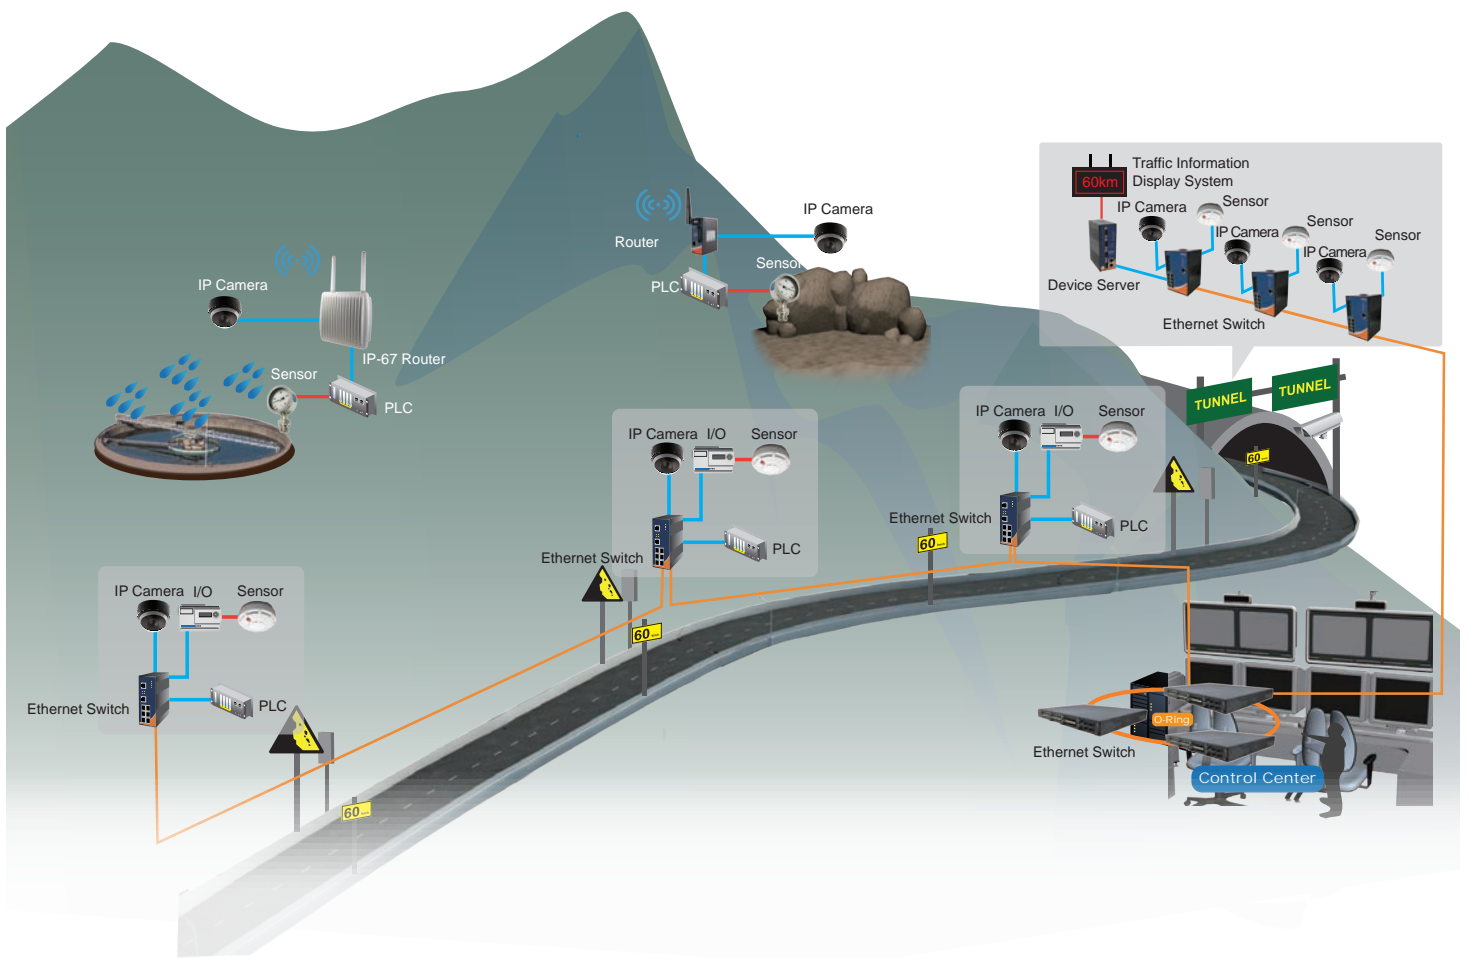 Traffic Information
Display System
60km
IP Camera
Sensor
IP Camera
Sensor
IP Camera
Sensor
Device Server
Ethernet Switch
IP Camera
Router
Sensor
PLC
IP Camera
IP-67 Router
Sensor
PLC
TUNNEL
TUNNEL
60
IP Camera I/O Sensor
Ethernet Switch
PLC
60
IP Camera I/O Sensor
Ethernet Switch
PLC
60
IP Camera I/O Sensor
Ethernet Switch
PLC
60
O-Ring
Ethernet Switch
Control Center